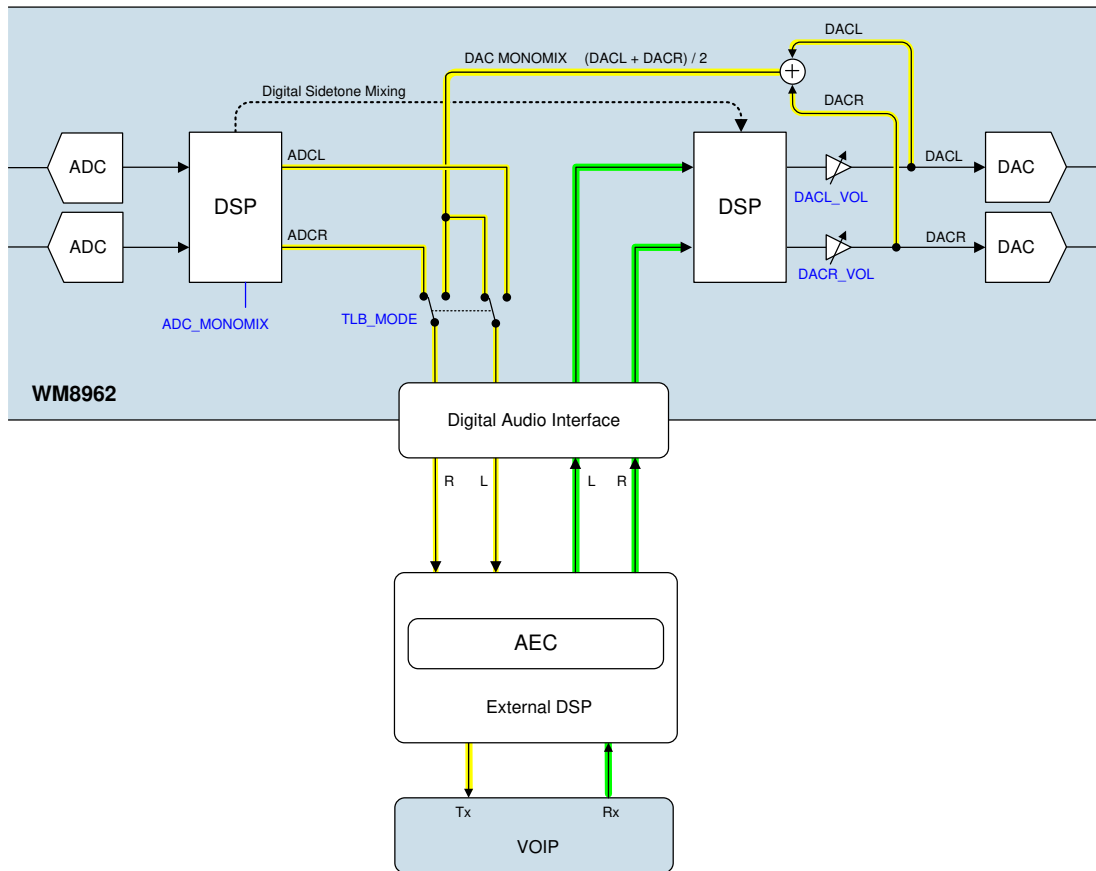 DACL
DAC MONOMIX (DACL + DACR) / 2
+
Digital Sidetone Mixing
DACR
ADC
DSP
ADCL
DSP
DACL
DAC
DACL_VOL
ADC
ADCR
DACR
DAC
DACR_VOL
ADC_MONOMIX
TLB_MODE
WM8962
Digital Audio Interface
R L L R
AEC
External DSP
Tx Rx
VOIP